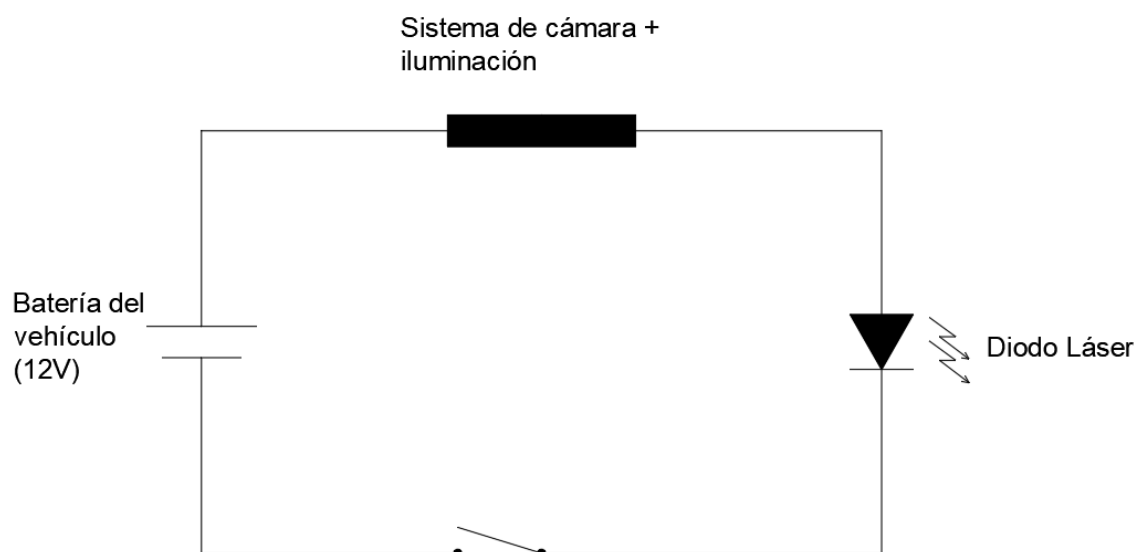 Sistema de cámara +
iluminación
Batería del
vehículo
(12V)
Diodo Láser